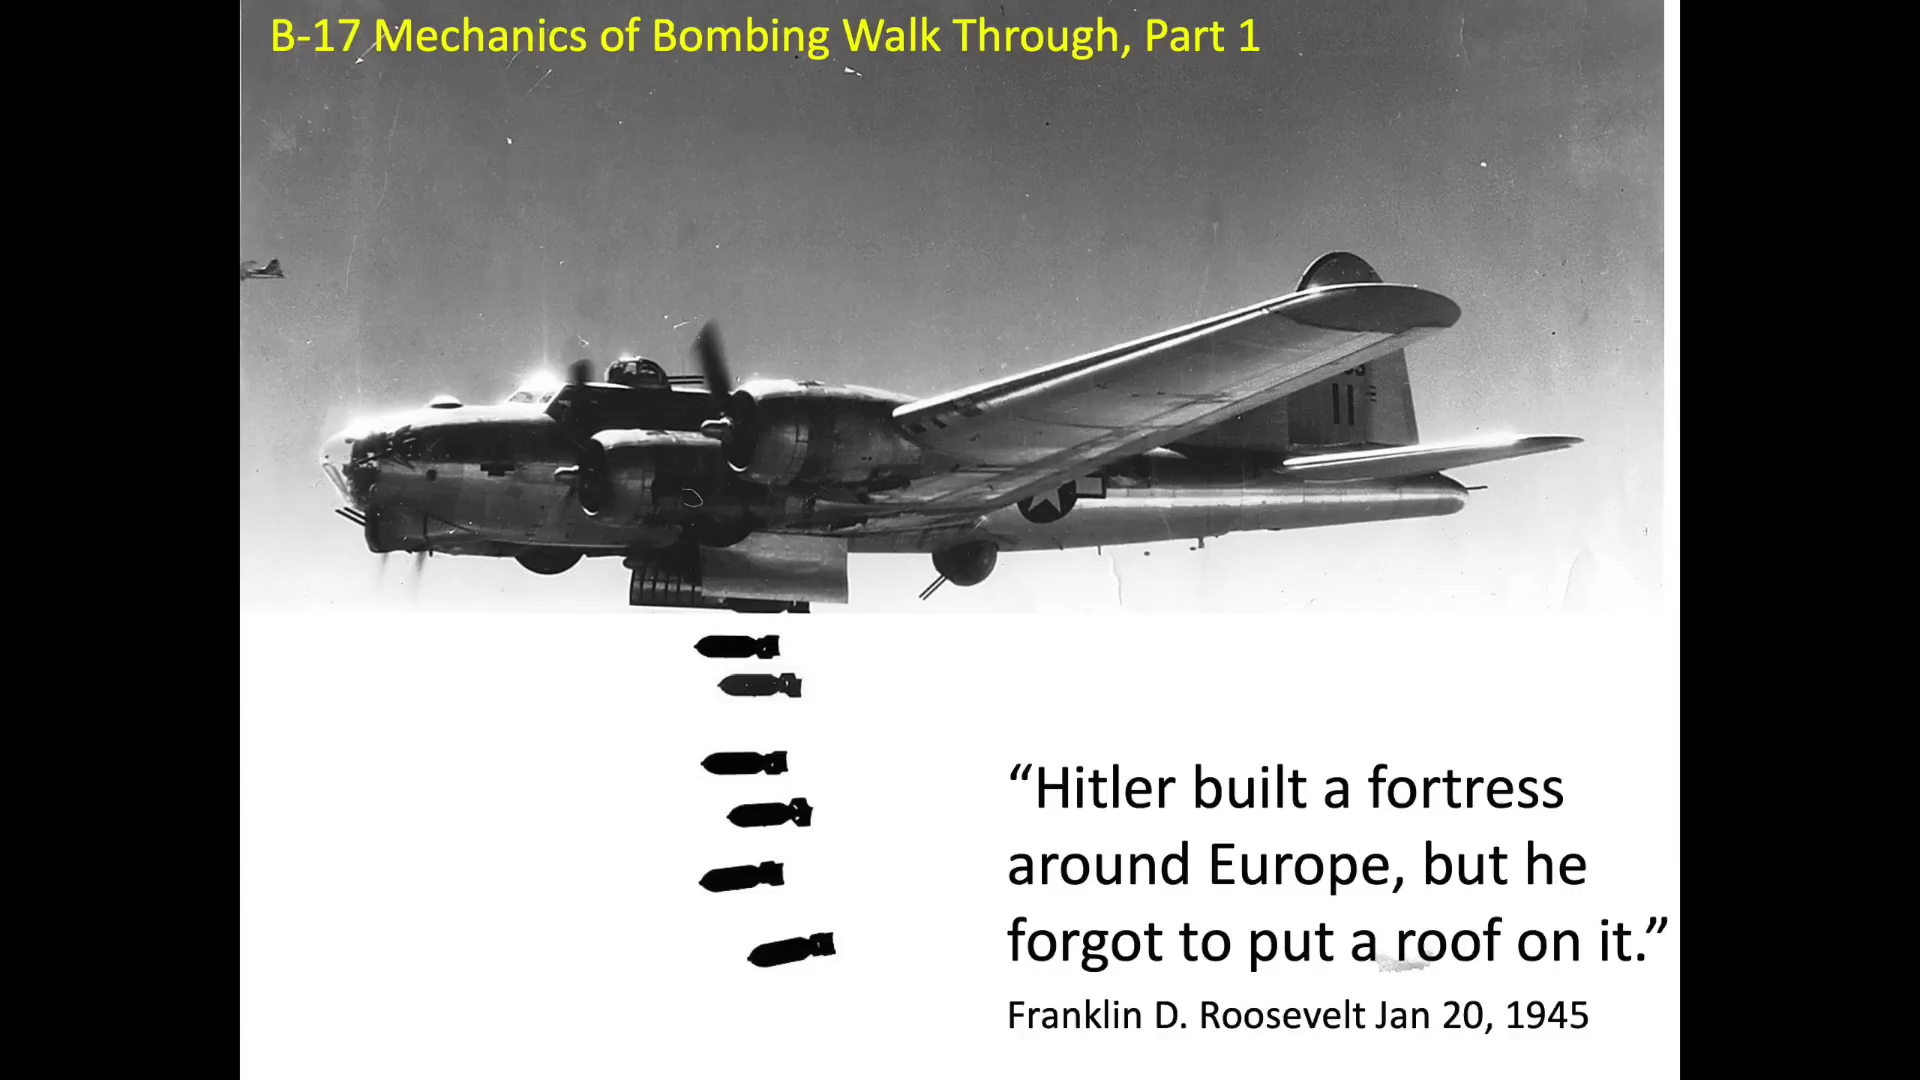 B-17 Mechanics of Bombing Walk Through, Part 1
11
“Hitler built a fortress
around Europe, but he
forgot to put a roof on it.”
Franklin D. Roosevelt Jan 20, 1945